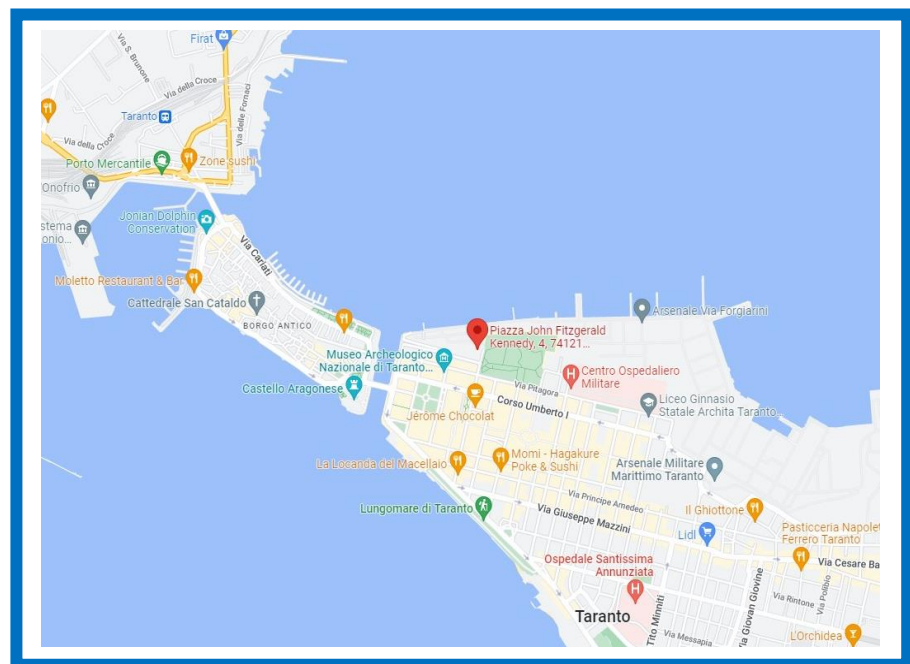 Firat
Via S. Brunone
Via della Croce
Via delle Fornaci
Taranto
Via della Croce
Porto Mercantile
Zone sushi
Onofrio
Jonian Dolphin
Conservation
stema
onio...
Via Cariati
Moletto Restaurant & Bar
Cattedrale San Cataldo
BORGO ANTICO
Arsenale Via Forgiarini
Piazza John Fitzgerald
Kennedy, 4, 74121...
Museo Archeologico
Nazionale di Taranto...
Centro Ospedaliero
Militare
Castello Aragonese
Via Pitagora
Corso Umberto I
Liceo Ginnasio
Statale Archita Taranto...
Jérôme Chocolat
Momi - Hagakure
Poke & Sushi
La Locanda del Macellaio
Arsenale Militare
Marittimo Taranto
Via Principe Amedeo
Lungomare di Taranto
Via Giuseppe Mazzini
Il Ghiottone
Lidl
Pasticceria Napolet
Ferrero Taranto
Ospedale Santissima
Annunziata
Via Cesare Ba
Via Giovan Giovine
Via Polibio
Via Rintone
Taranto
Tito Minniti
Via Messapia
L'Orchidea